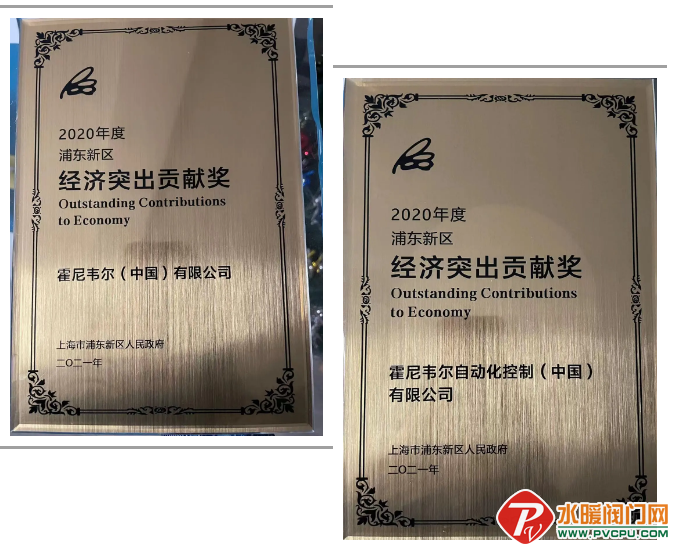 2020年度
浦东新区
经济突出贡献奖
Outstanding Contributions
to Economy
霍尼韦尔（中国）有限公司
上海市浦东新区人民政府
二〇二一年
2020年度
浦东新区
经济突出贡献奖
Outstanding Contributions
to Economy
霍尼韦尔自动化控制（中国）
有限公司
上海市浦东新区人民政府
二〇二一年
水暖阀门网
www.PVCPU.com